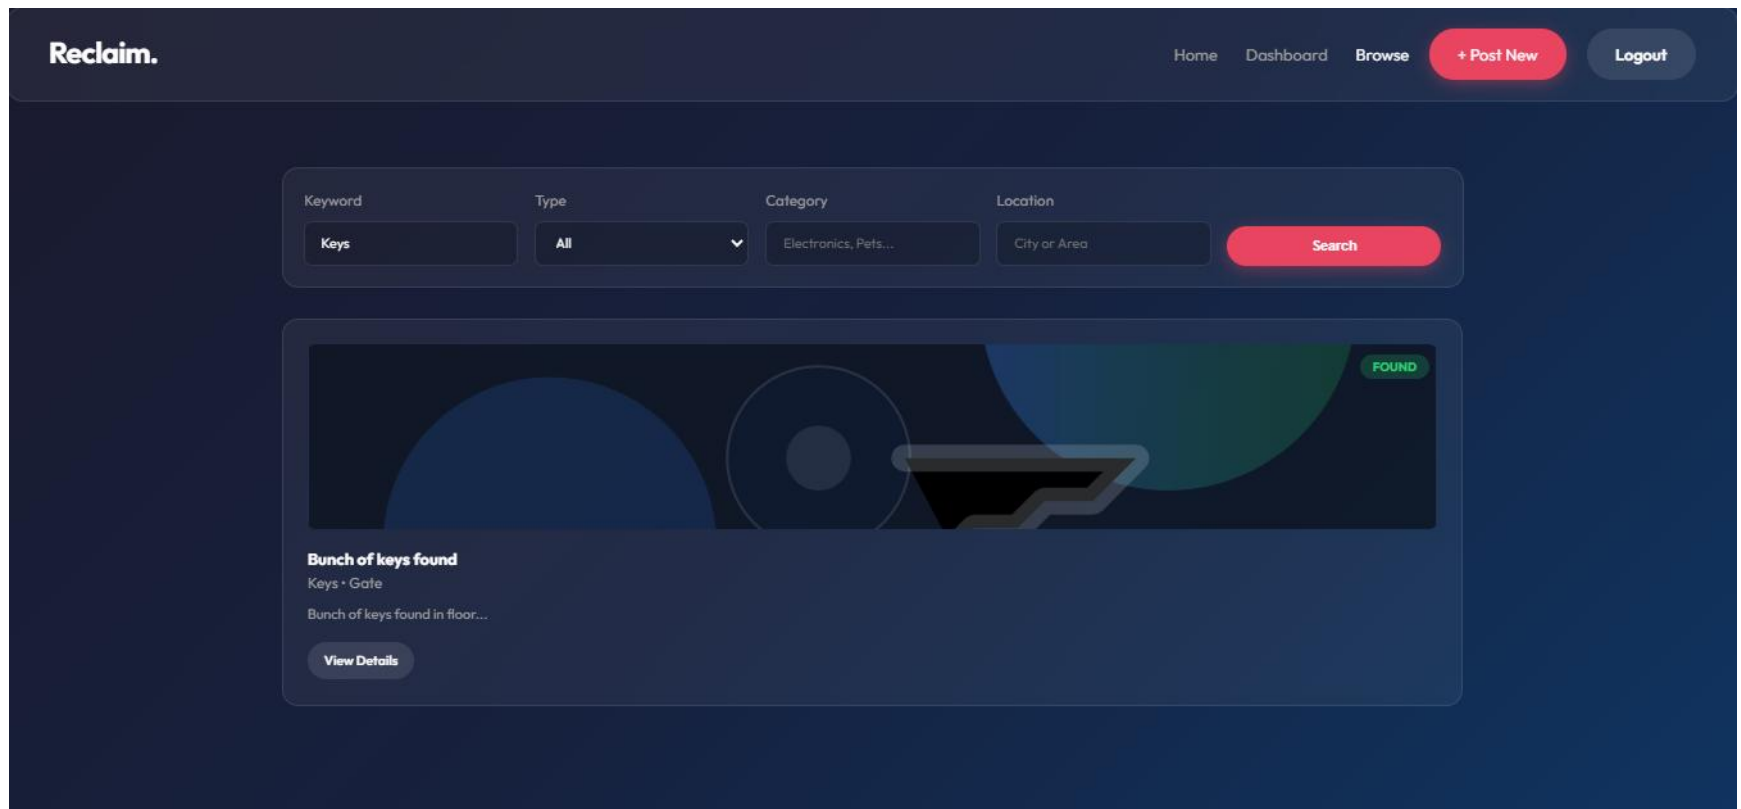 Reclaim.
Home Dashboard Browse + Post New Logout
Keyword Type Category Location
Keys All Electronics, Pets... City or Area Search
FOUND
Bunch of keys found
Keys • Gate
Bunch of keys found in floor...
View Details